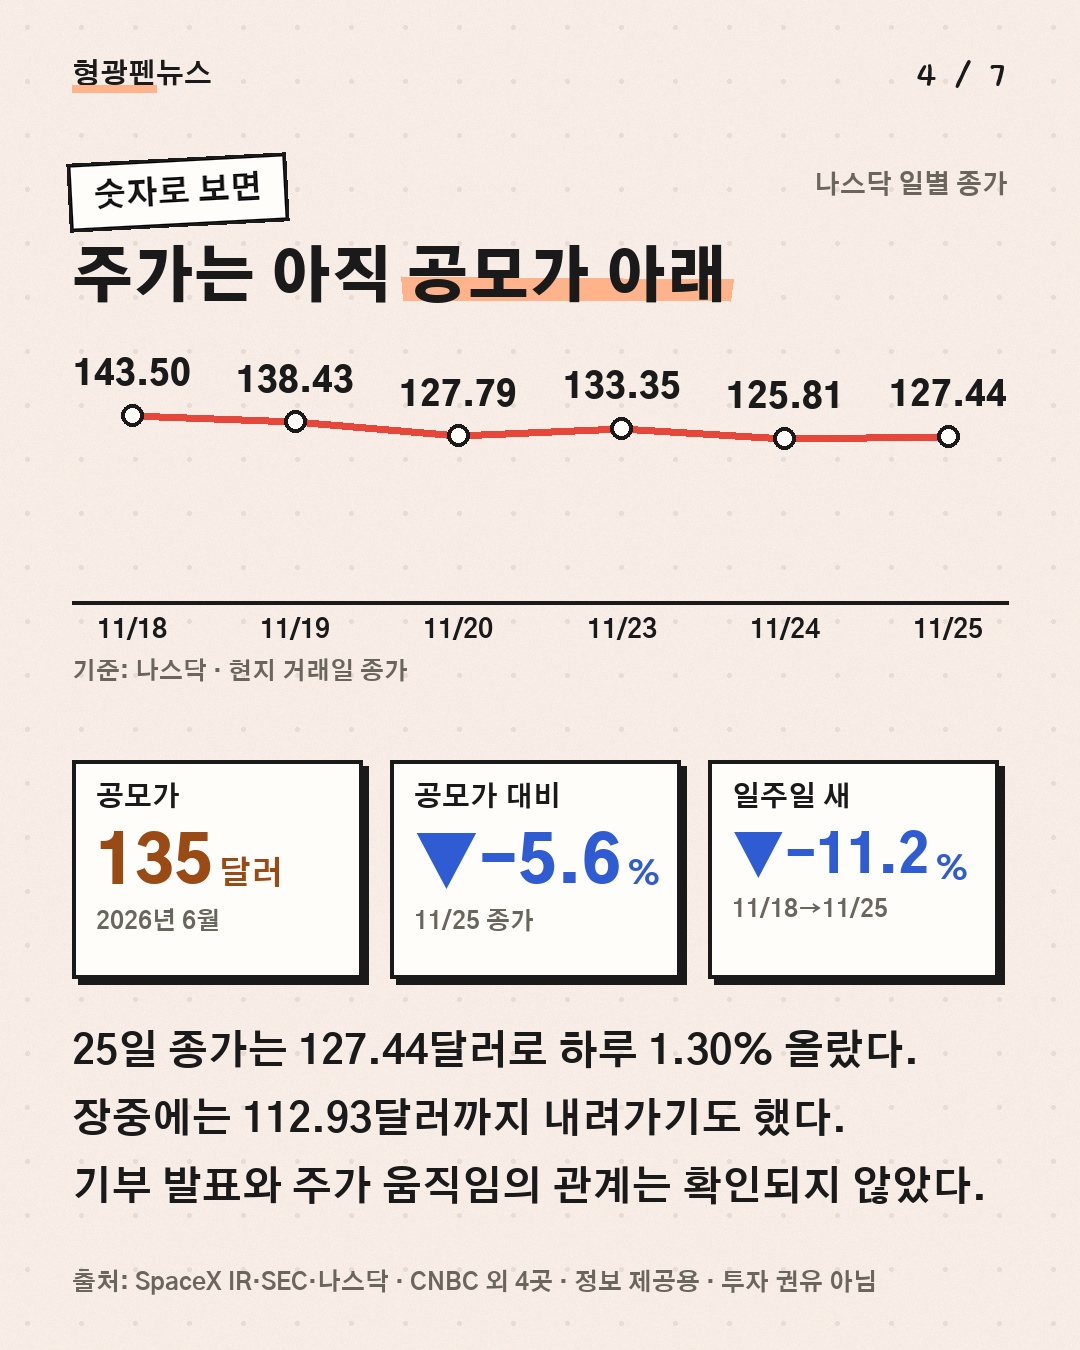 형광펜뉴스
4 / 7
숫자로 보면
나스닥 일별 종가
주가는 아직 공모가 아래
143.50 138.43 127.79 133.35 125.81 127.44
11/18 11/19 11/20 11/23 11/24 11/25
기준: 나스닥 · 현지 거래일 종가
공모가
135 달러
2026년 6월
공모가 대비
▼−5.6 %
11/25 종가
일주일 새
▼−11.2 %
11/18→11/25
25일 종가는 127.44달러로 하루 1.30% 올랐다.
장중에는 112.93달러까지 내려가기도 했다.
기부 발표와 주가 움직임의 관계는 확인되지 않았다.
출처: SpaceX IR·SEC·나스닥 · CNBC 외 4곳 · 정보 제공용 · 투자 권유 아님